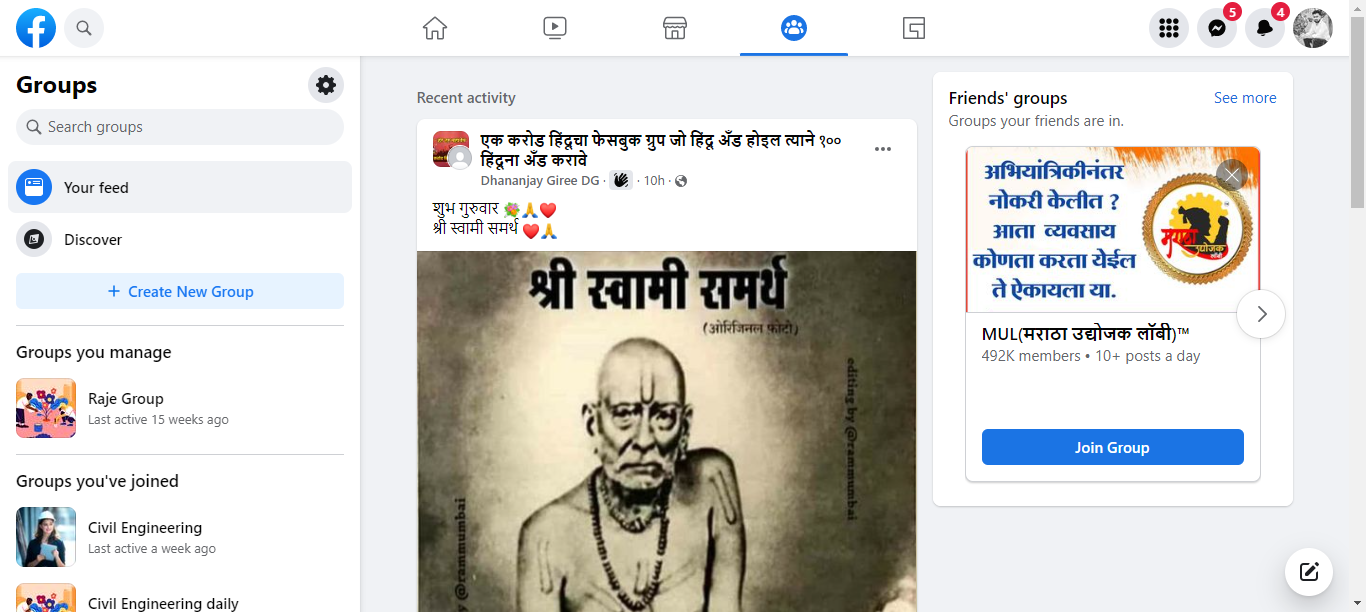 5
4
Groups
Search groups
Your feed
Discover
+ Create New Group
Groups you manage
Raje Group
Last active 15 weeks ago
Groups you've joined
Civil Engineering
Last active a week ago
Civil Engineering daily
Recent activity
एक करोड हिंदूचा फेसबुक ग्रुप जो हिंदू ॲड होइल त्याने १००
हिंदूना ॲड करावे
Dhananjay Giree DG · · 10h ·
शुभ गुरुवार 💐🙏❤️
श्री स्वामी समर्थ ❤️🙏
श्री स्वामी समर्थ
(ओरिजिनल फोटो)
editing by @rammumbai
by @rammumbai
Friends' groups
See more
Groups your friends are in.
अभियांत्रिकीनंतर
नोकरी केलीत ?
आता व्यवसाय
कोणता करता येईल
ते ऐकायला या.
मराठा
उद्योजक
लॉबी
MUL(मराठा उद्योजक लॉबी)™
492K members • 10+ posts a day
Join Group